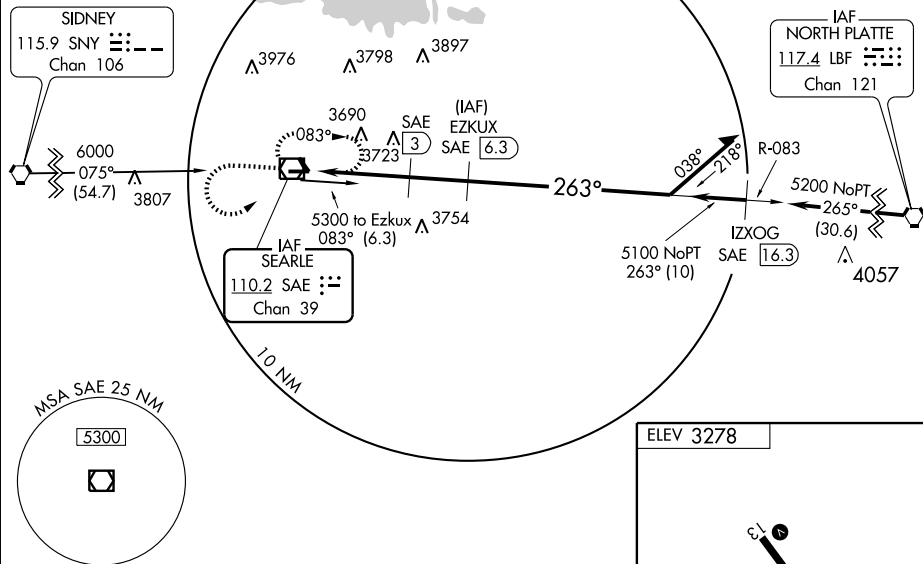 SIDNEY
115.9 SNY
Chan 106
IAF
NORTH PLATTE
117.4 LBF
Chan 121
3976
3798
3897
3690
083°
3723
SAE
3
(IAF)
EZKUX
SAE 6.3
6000
075°
(54.7)
3807
263°
038°
218°
R-083
5200 NoPT
265°
(30.6)
4057
5300 to Ezkux
083° (6.3)
3754
5100 NoPT
263° (10)
IZXOG
SAE 16.3
IAF
SEARLE
110.2 SAE
Chan 39
10 NM
MSA SAE 25 NM
5300
ELEV 3278
13
V